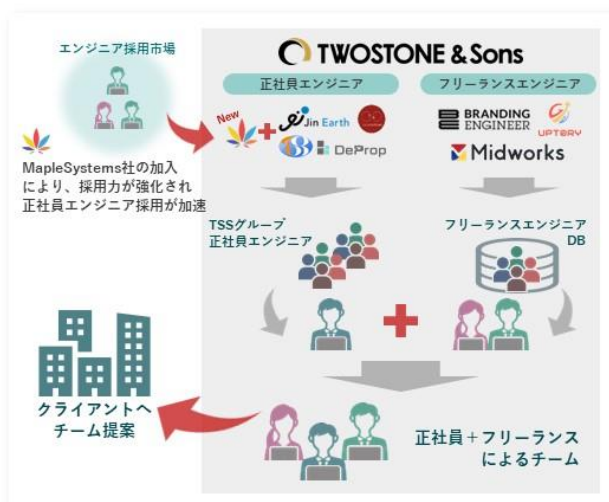 エンジニア採用市場
MapleSystems社の加入
により、採用力が強化され
正社員エンジニア採用が加速
TWOSTONE & Sons
正社員エンジニア
フリーランスエンジニア
New
Jin Earth
DeProp
BRANDING
ENGINEER
UPTORY
Midworks
TSSグループ
正社員エンジニア
フリーランスエンジニア
DB
クライアントへ
チーム提案
正社員+フリーランス
によるチーム